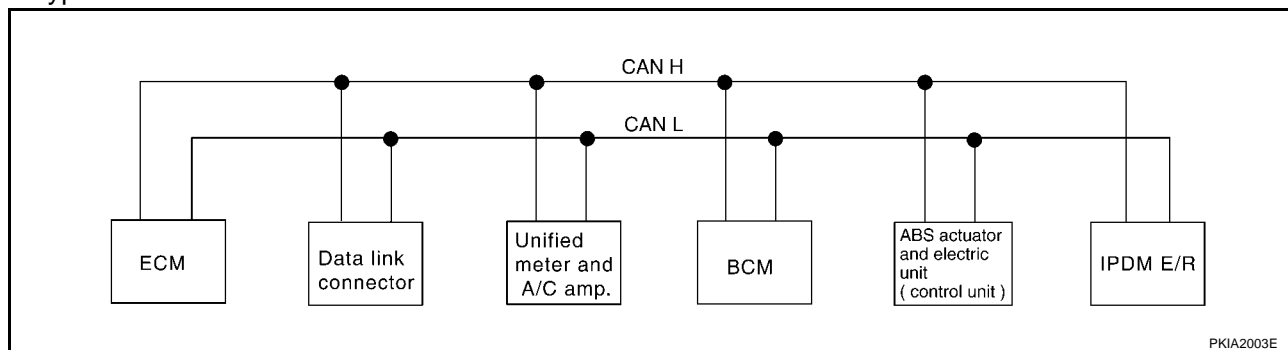 CAN H
CAN L
ECM
Data link
connector
Unified
meter and
A/C amp.
BCM
ABS actuator
and electric
unit
( control unit )
IPDM E/R
PKIA2003E